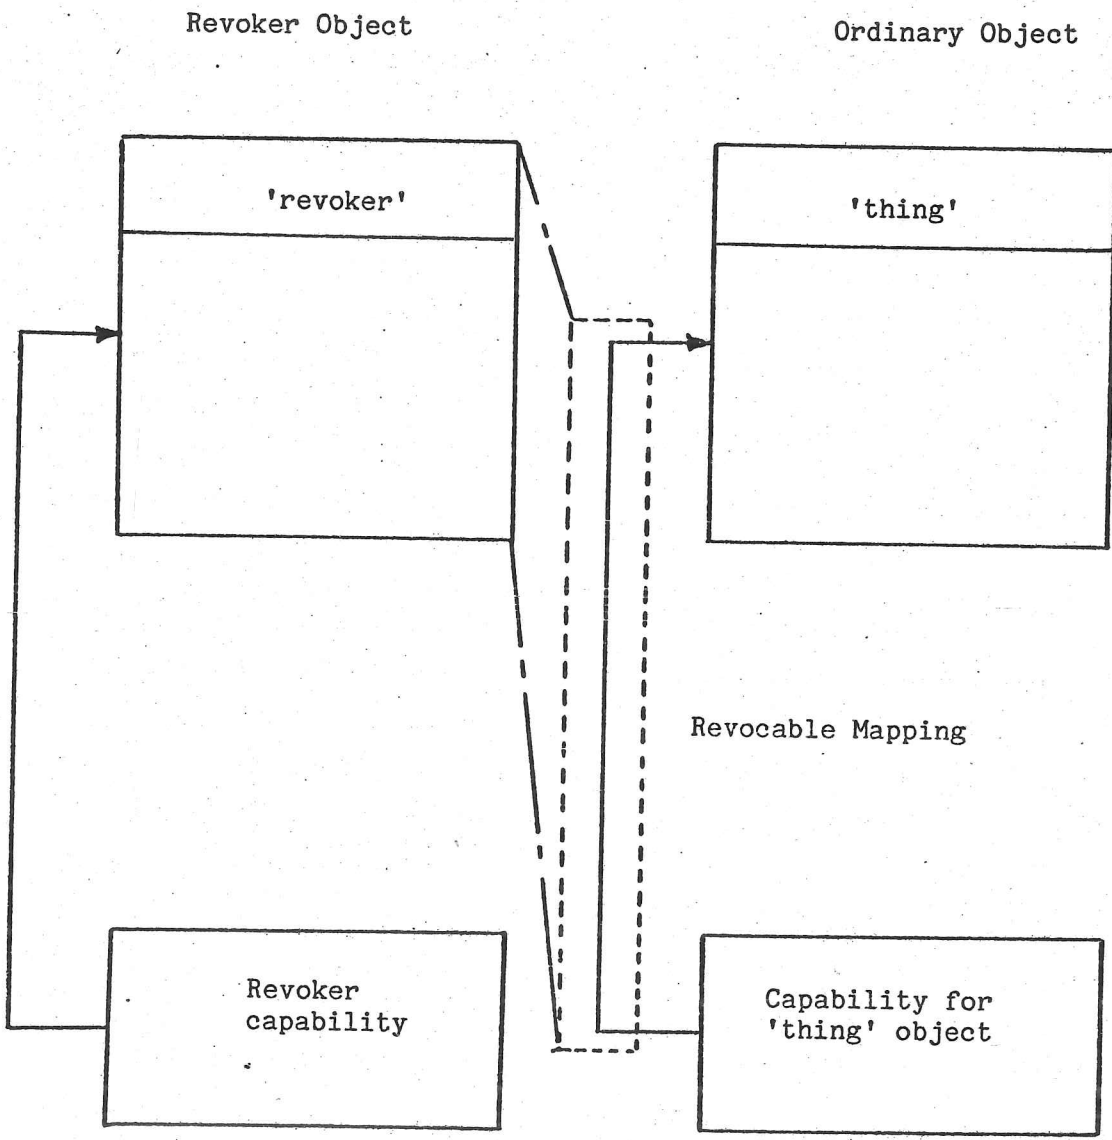 Revoker Object
Ordinary Object
'revoker'
'thing'
Revocable Mapping
Revoker
capability
Capability for
'thing' object